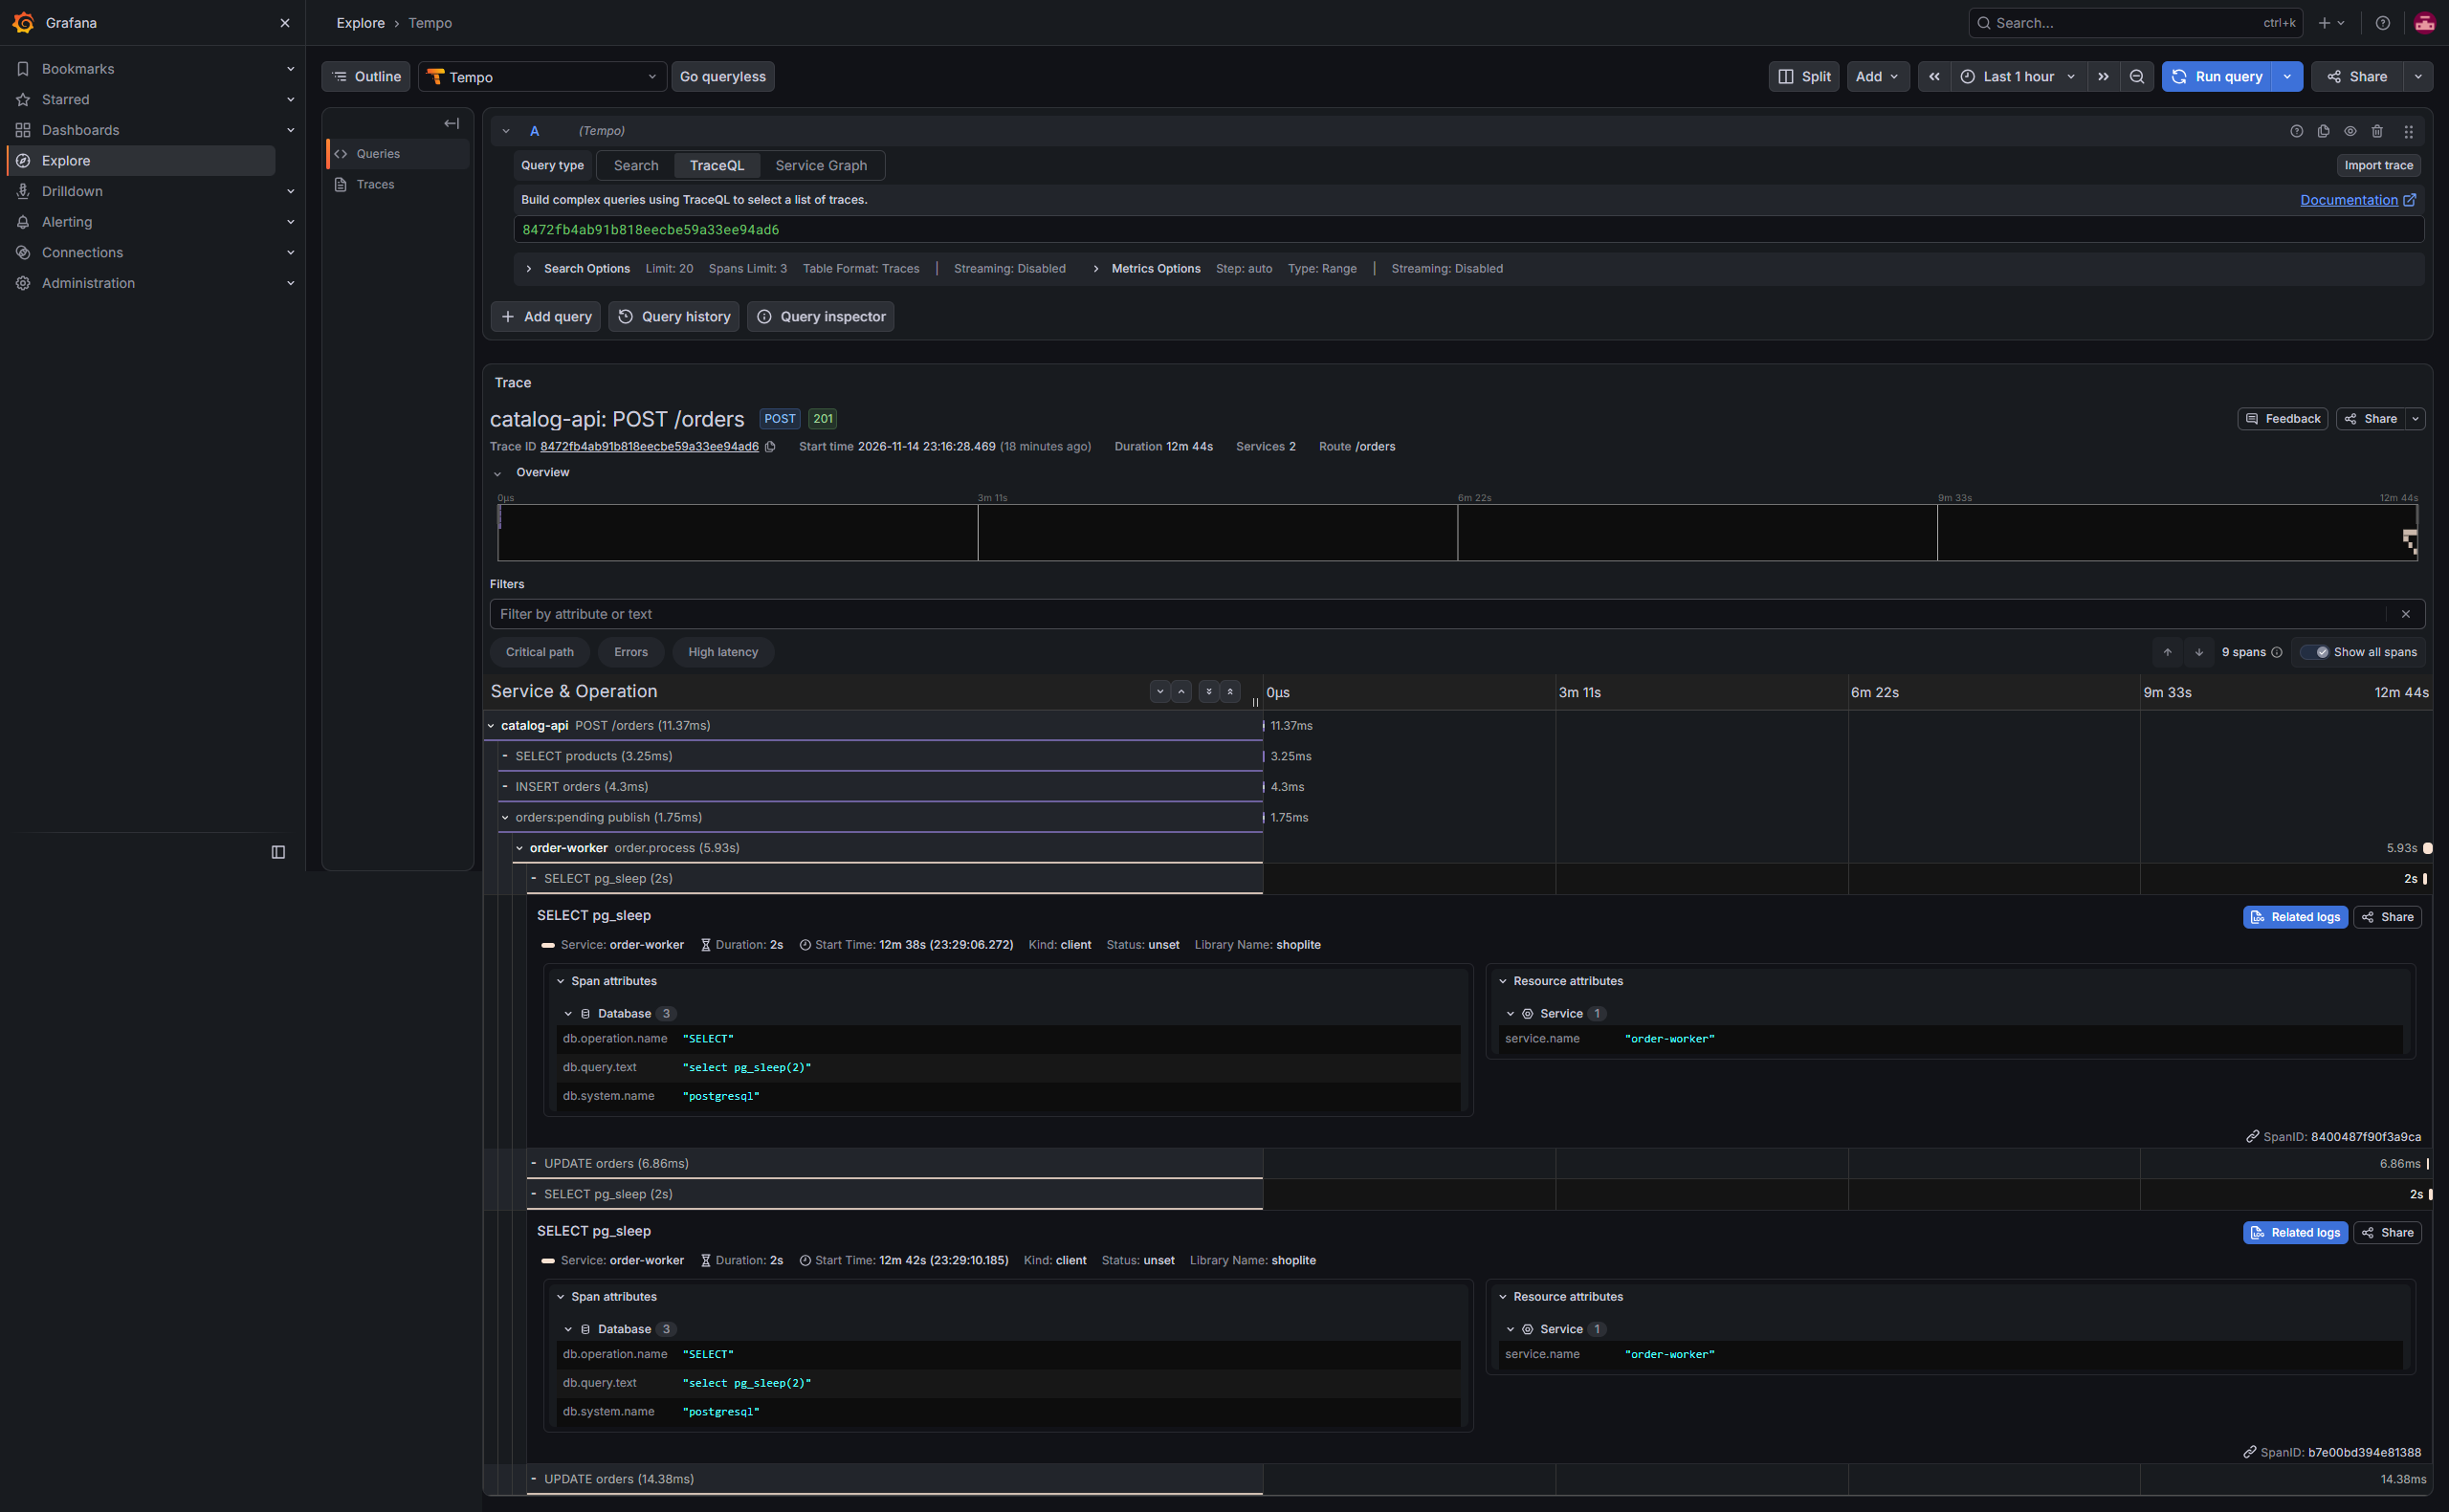 Grafana
Explore › Tempo
Search... ctrl+k
Bookmarks
Starred
Dashboards
Explore
Drilldown
Alerting
Connections
Administration
Outline Tempo Go queryless Split Add Last 1 hour Run query Share
Queries
Traces
A (Tempo)
Query type Search TraceQL Service Graph Import trace
Build complex queries using TraceQL to select a list of traces. Documentation
8472fb4ab91b818eecbe59a33ee94ad6
Search Options Limit: 20 Spans Limit: 3 Table Format: Traces | Streaming: Disabled Metrics Options Step: auto Type: Range | Streaming: Disabled
Add query Query history Query inspector
Trace
catalog-api: POST /orders POST 201 Feedback Share
Trace ID 8472fb4ab91b818eecbe59a33ee94ad6 Start time 2026-11-14 23:16:28.469 (18 minutes ago) Duration 12m 44s Services 2 Route /orders
Overview
0μs 3m 11s 6m 22s 9m 33s 12m 44s
Filters
Filter by attribute or text
Critical path Errors High latency 9 spans Show all spans
Service & Operation 0μs 3m 11s 6m 22s 9m 33s 12m 44s
catalog-api POST /orders (11.37ms) 11.37ms
SELECT products (3.25ms) 3.25ms
INSERT orders (4.3ms) 4.3ms
orders:pending publish (1.75ms) 1.75ms
order-worker order.process (5.93s) 5.93s
SELECT pg_sleep (2s) 2s
SELECT pg_sleep Related logs Share
Service: order-worker Duration: 2s Start Time: 12m 38s (23:29:06.272) Kind: client Status: unset Library Name: shoplite
Span attributes Resource attributes
Database 3 Service 1
db.operation.name "SELECT" service.name "order-worker"
db.query.text "select pg_sleep(2)"
db.system.name "postgresql"
SpanID: 8400487f90f3a9ca
UPDATE orders (6.86ms) 6.86ms
SELECT pg_sleep (2s) 2s
SELECT pg_sleep Related logs Share
Service: order-worker Duration: 2s Start Time: 12m 42s (23:29:10.185) Kind: client Status: unset Library Name: shoplite
Span attributes Resource attributes
Database 3 Service 1
db.operation.name "SELECT" service.name "order-worker"
db.query.text "select pg_sleep(2)"
db.system.name "postgresql"
SpanID: b7e00bd394e81388
UPDATE orders (14.38ms) 14.38ms